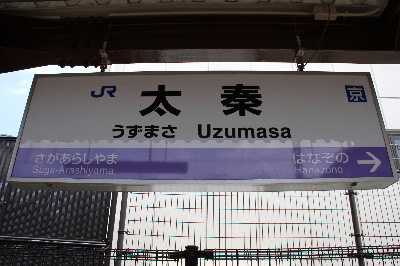 JR 太秦 京
うずまさ Uzumasa
さがあらしやま はなぞの →
Saga-Arashiyama Hanazono